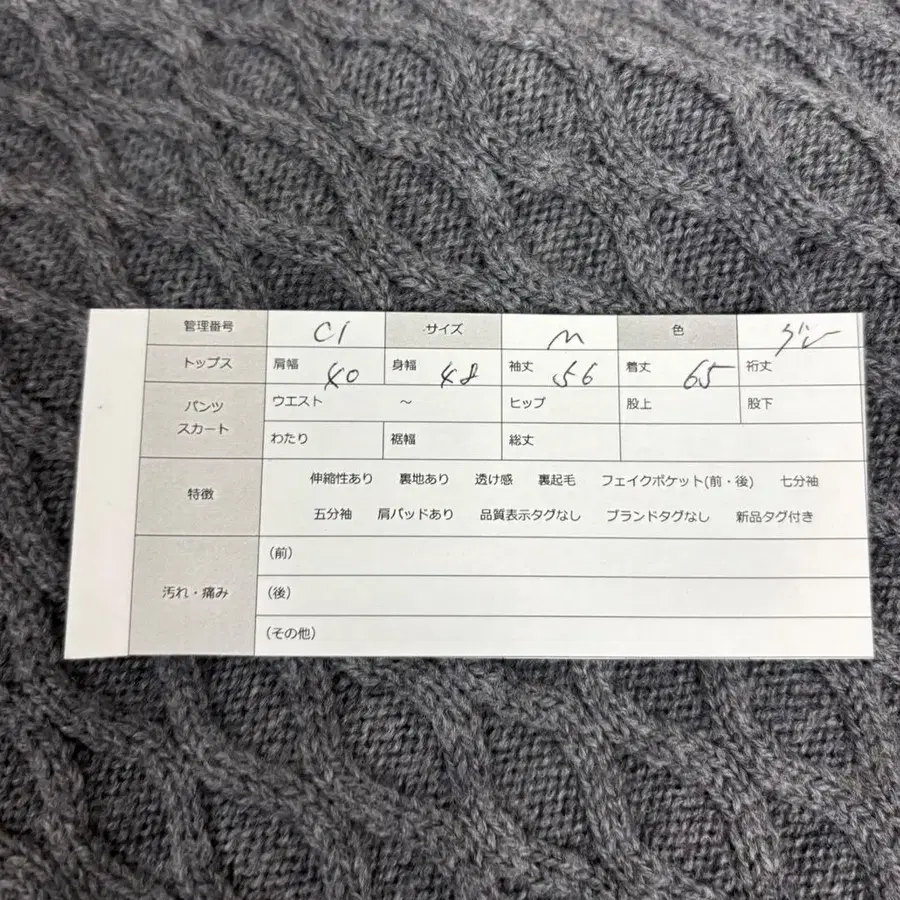 管理番号 C1 サイズ M 色 グレー
トップス 肩幅 40 身幅 48 袖丈 56 着丈 65 裄丈
パンツ スカート ウエスト ～ ヒップ 股上 股下
わたり 裾幅 総丈
特徴 伸縮性あり 裏地あり 透け感 裏起毛 フェイクポケット(前・後) 七分袖
五分袖 肩パッドあり 品質表示タグなし ブランドタグなし 新品タグ付き
汚れ・痛み (前)
(後)
(その他)